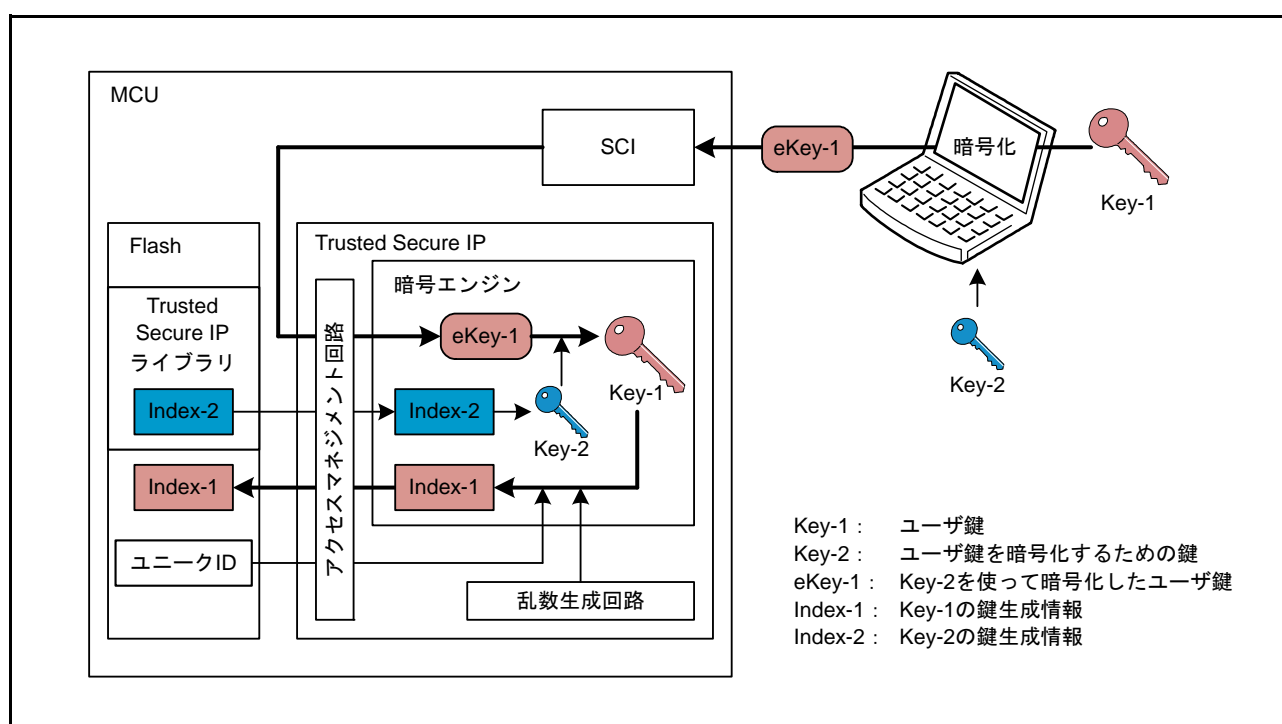 MCU
SCI
eKey-1
暗号化
Key-1
Key-2
Flash
Trusted
Secure IP
ライブラリ
Index-2
Index-1
ユニークID
Trusted Secure IP
アクセスマネジメント回路
暗号エンジン
eKey-1
Key-1
Index-2
Key-2
Index-1
乱数生成回路
Key-1： ユーザ鍵
Key-2： ユーザ鍵を暗号化するための鍵
eKey-1： Key-2を使って暗号化したユーザ鍵
Index-1： Key-1の鍵生成情報
Index-2： Key-2の鍵生成情報